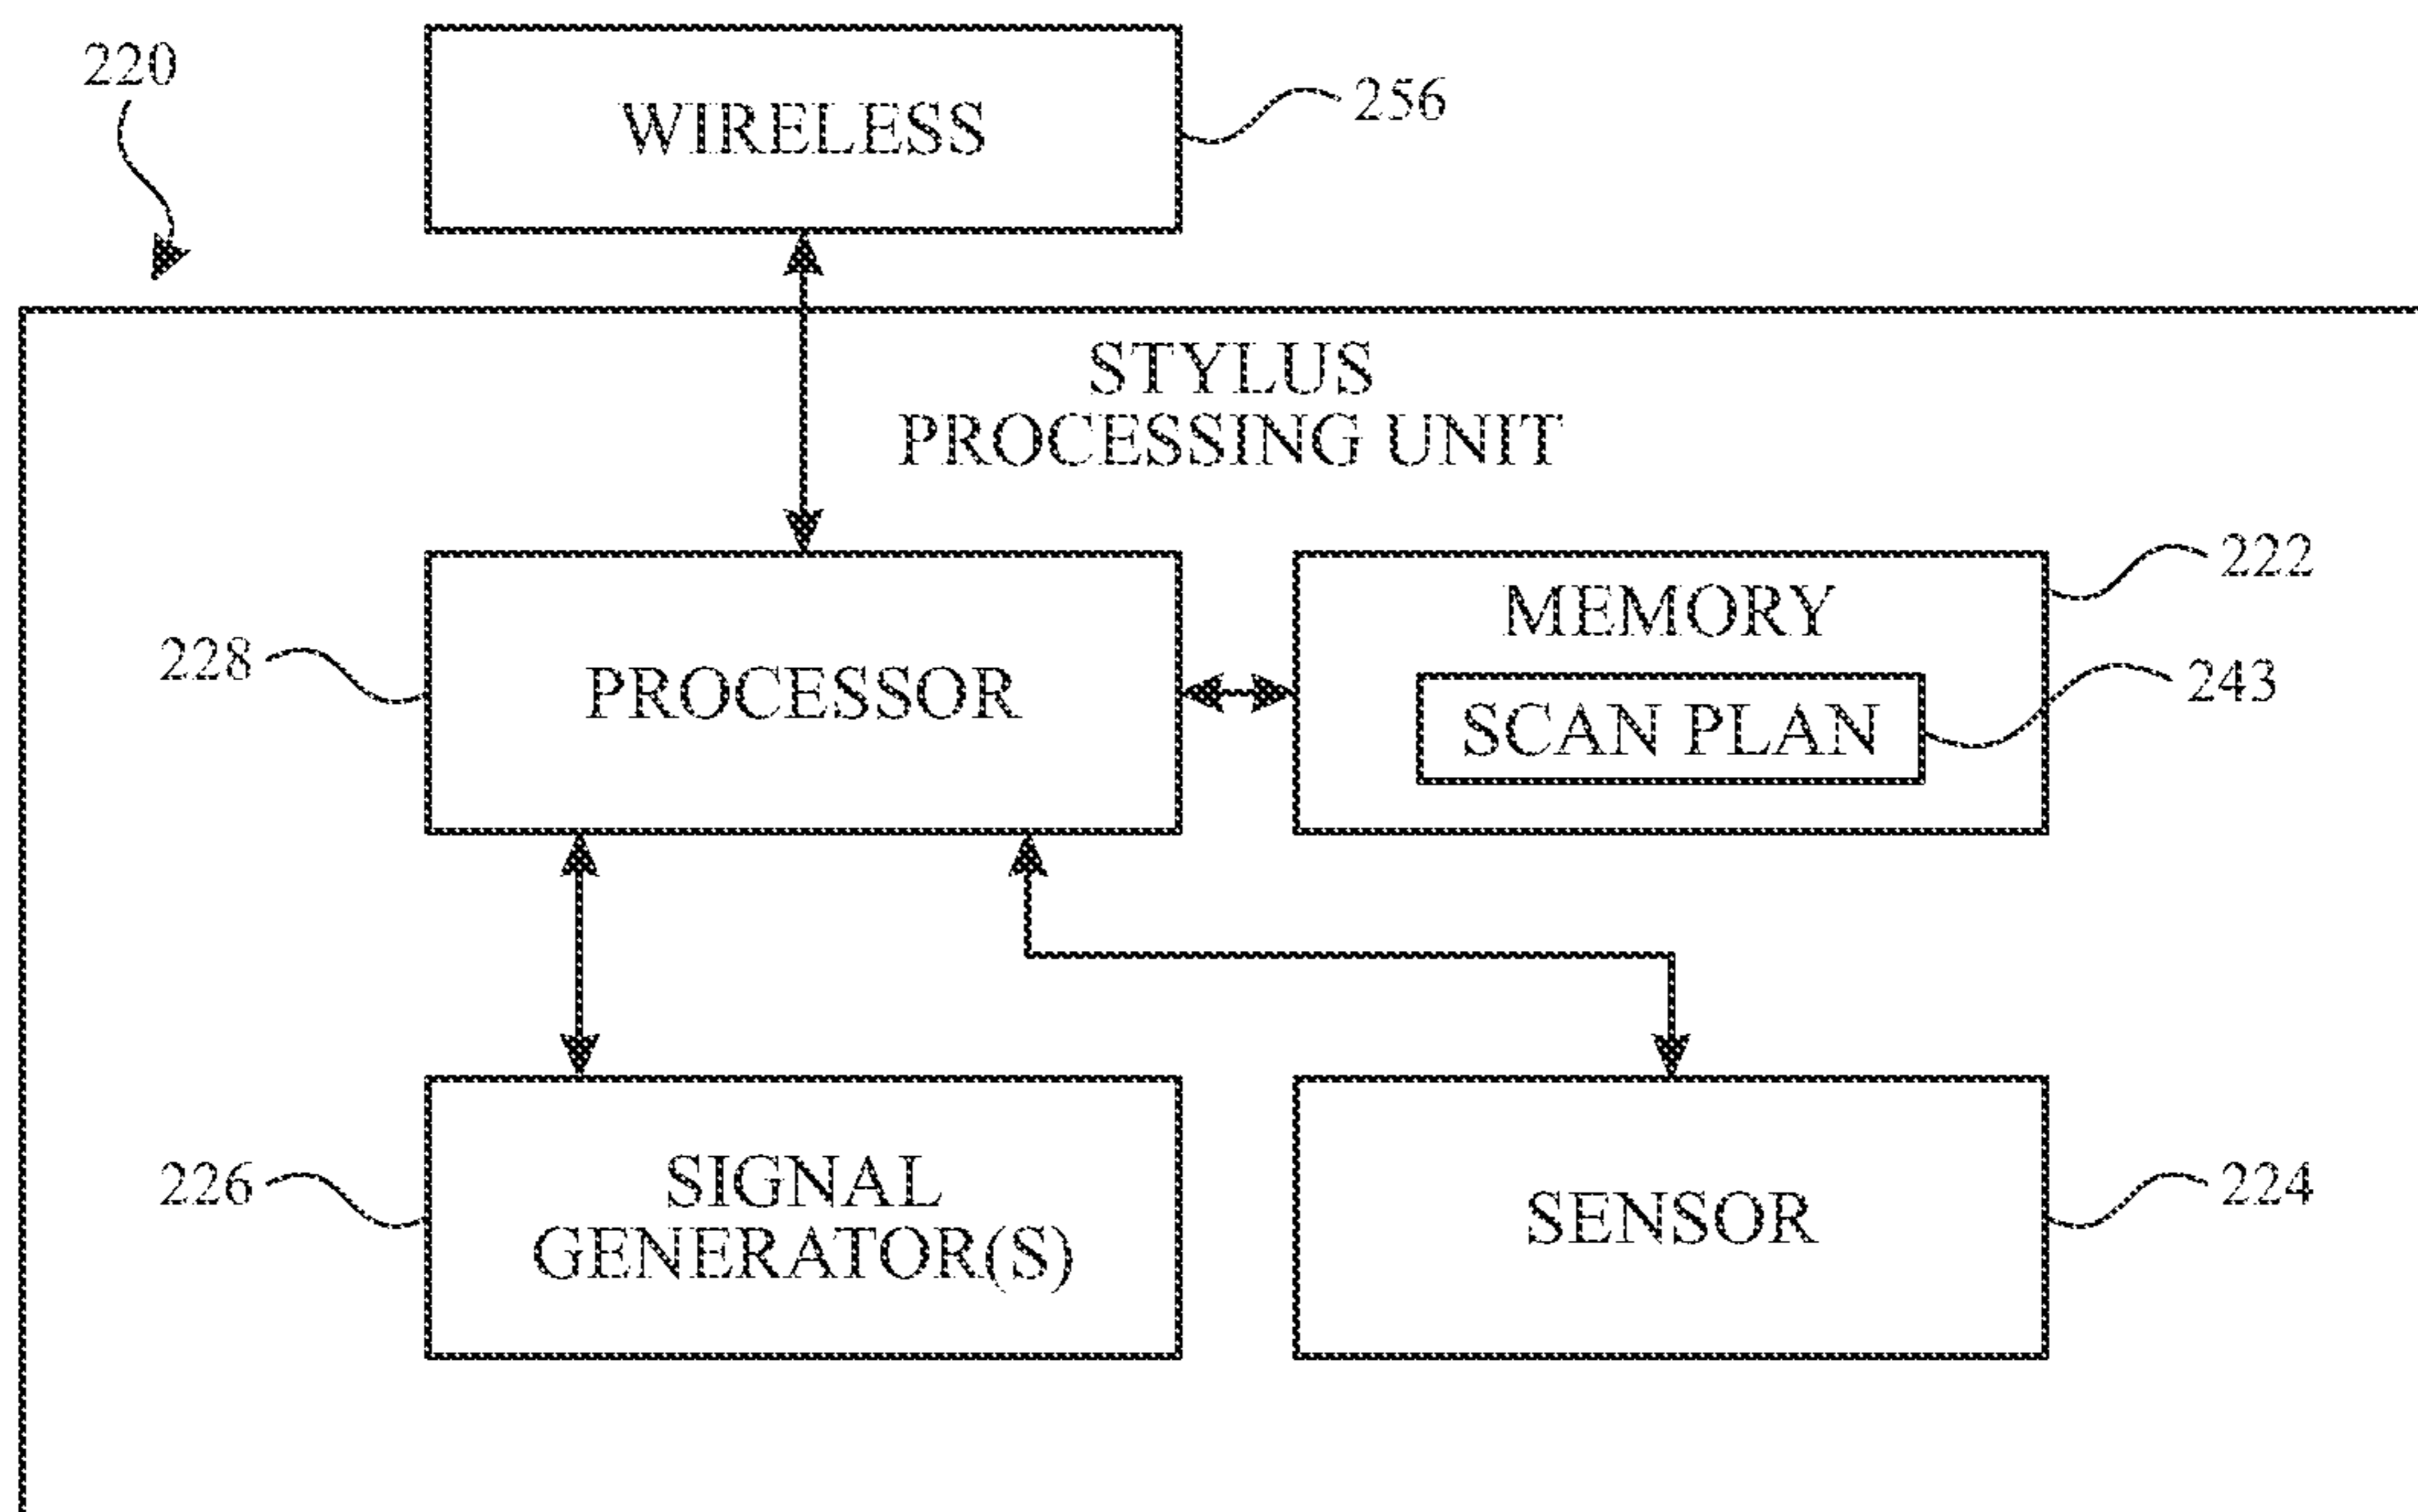 220
WIRELESS
256
STYLUS
PROCESSING UNIT
228
PROCESSOR
MEMORY
222
SCAN PLAN
243
226
SIGNAL
GENERATOR(S)
SENSOR
224